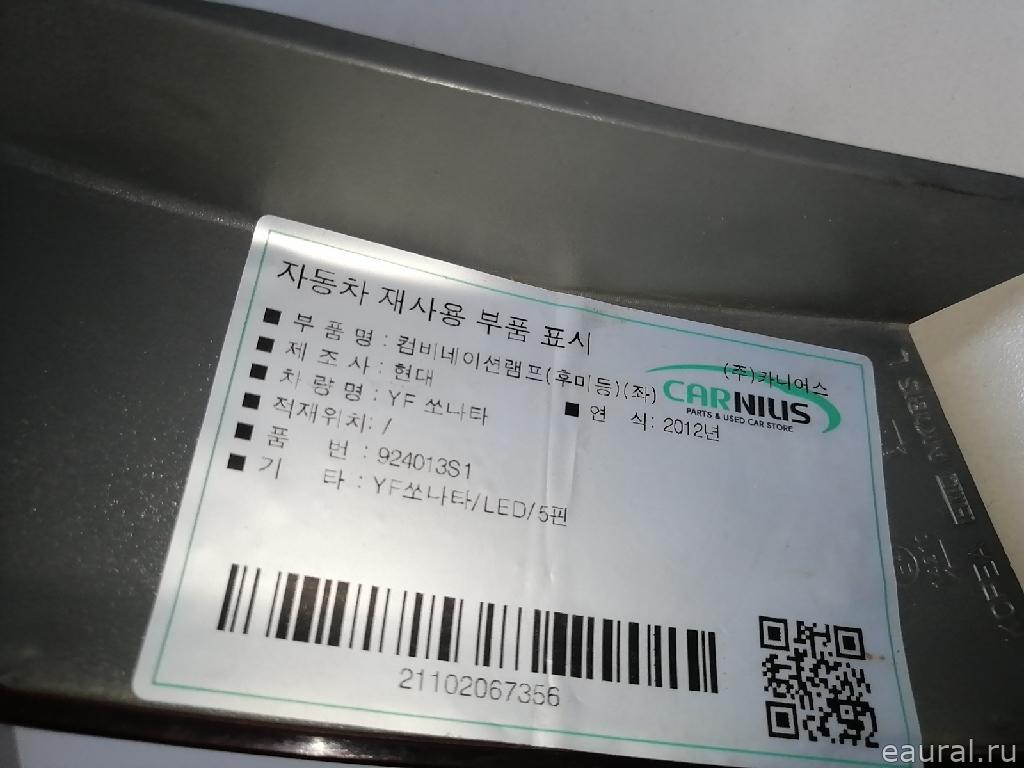 자동차 재사용 부품 표시
■ 부 품 명 : 컴비네이션램프(후미등)(좌)
■ 제 조 사 : 현대
■ 차 량 명 : YF 쏘나타
■ 연 식: 2012년
■ 적재위치: /
■ 품 번 : 924013S1
■ 기 타 : YF쏘나타/LED/5핀
(주)카니어스
CARNIUS
PARTS & USED CAR STORE
21102067356
KOREA
eaural.ru